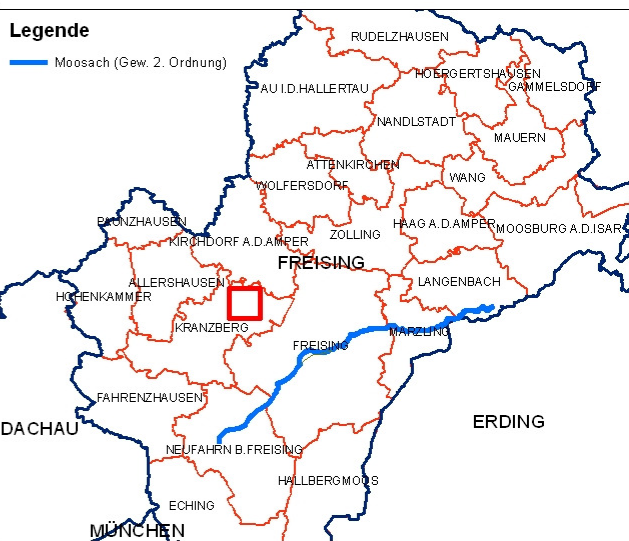 Legende
Moosach (Gew. 2. Ordnung)
RUDELZHAUSEN
HOERGERTSHAUSEN
AU I.D.HALLERTAU
GAMMELSDORF
NANDLSTADT
MAUERN
ATTENKIRCHEN
WANG
WOLFERSDORF
PAUNZHAUSEN
HAAG A.D.AMPER
MOOSBURG A.D.ISAR
ZOLLING
KIRCHDORF A.D.AMPER
FREISING
ALLERSHAUSEN
LANGENBACH
HOHENKAMMER
KRANZBERG
MARZLING
FREISING
FAHRENZHAUSEN
ERDING
DACHAU
NEUFAHRN B.FREISING
HALLBERGMOOS
ECHING
MÜNCHEN